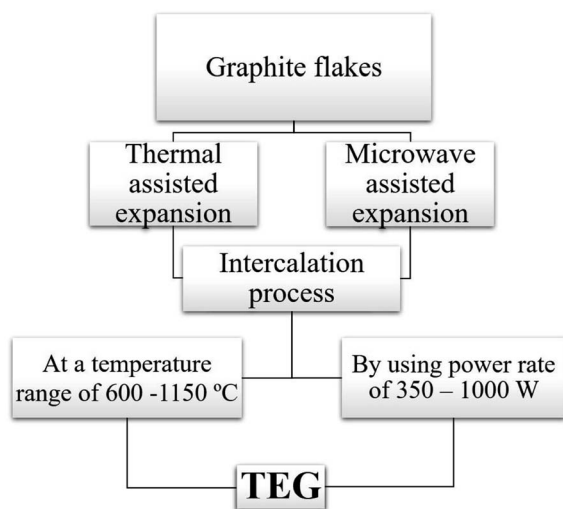 Graphite flakes
Thermal
assisted
expansion
Microwave
assisted
expansion
Intercalation
process
At a temperature
range of 600 -1150 ºC
By using power rate
of 350 – 1000 W
TEG